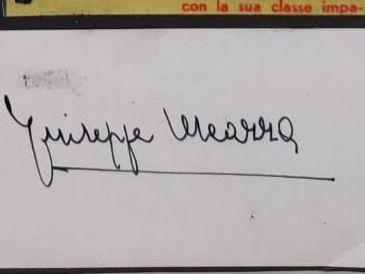 con la sua classe impa-
Giuseppe Meazza